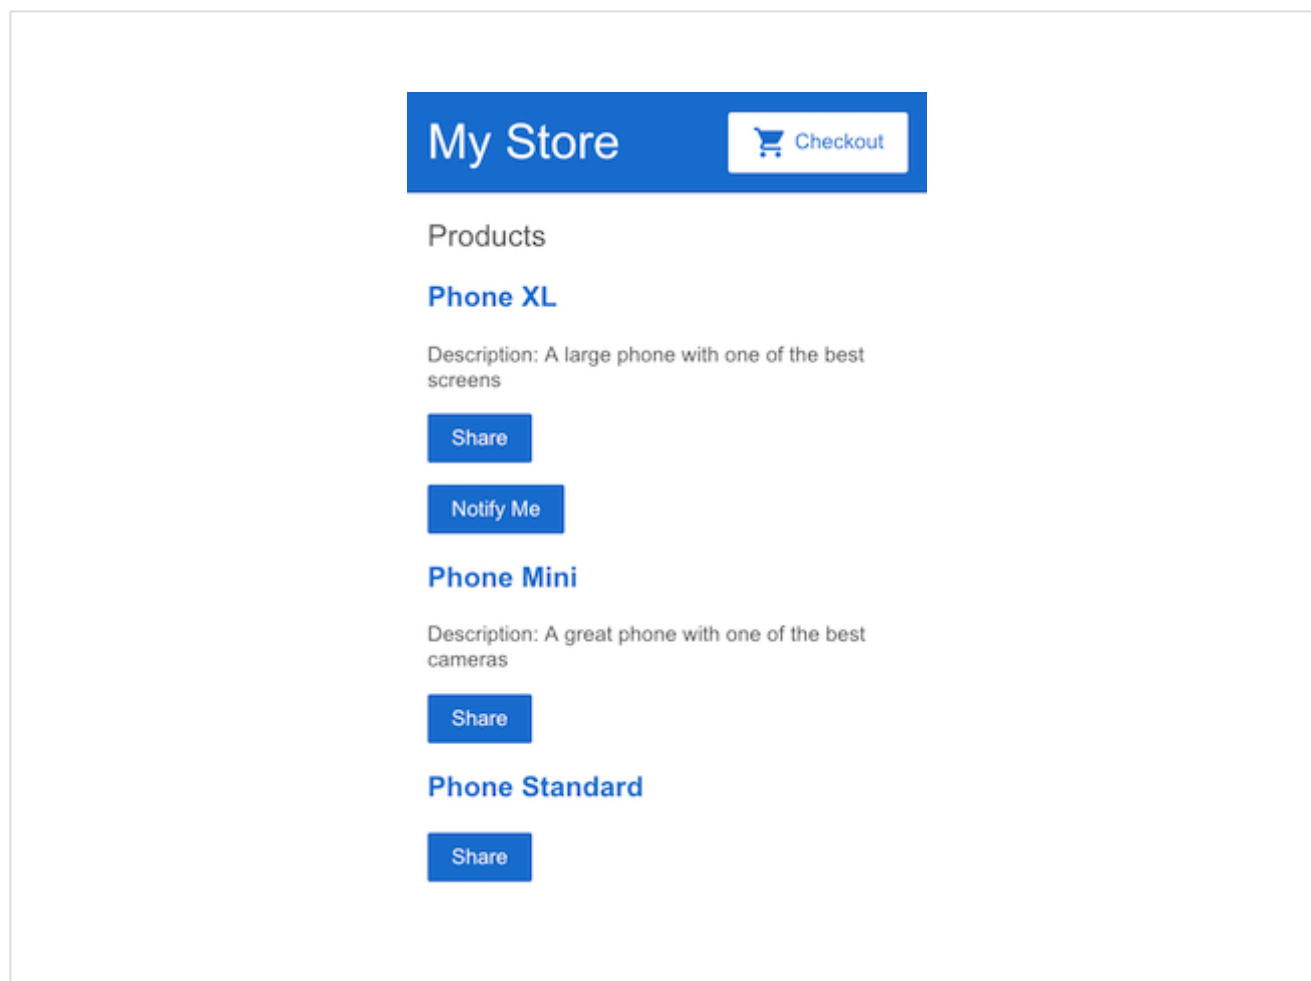 My Store
Checkout
Products
Phone XL
Description: A large phone with one of the best
screens
Share
Notify Me
Phone Mini
Description: A great phone with one of the best
cameras
Share
Phone Standard
Share